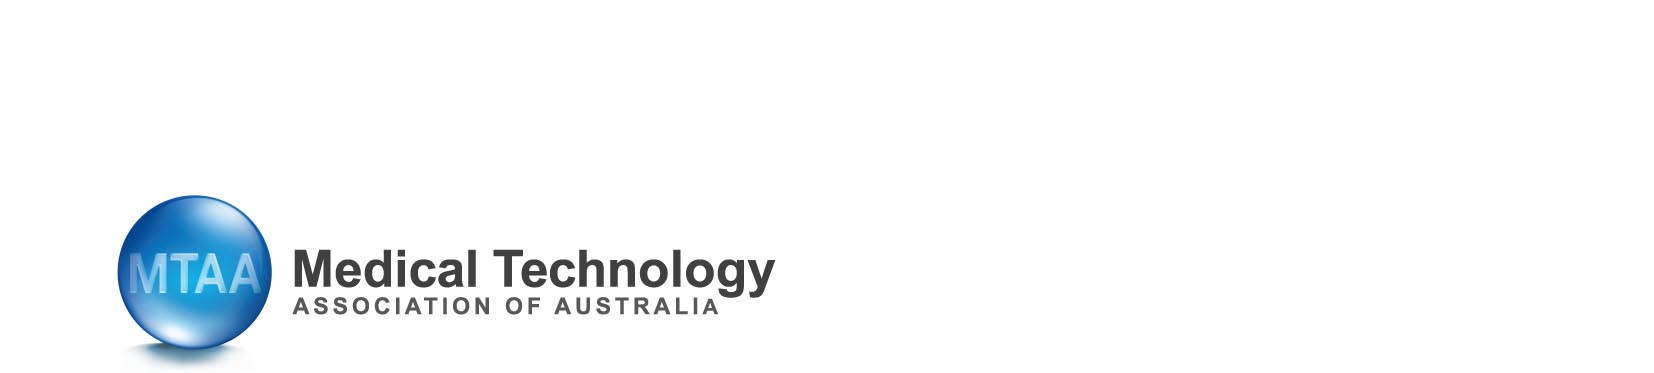 MTAA
Medical Technology
ASSOCIATION OF AUSTRALIA